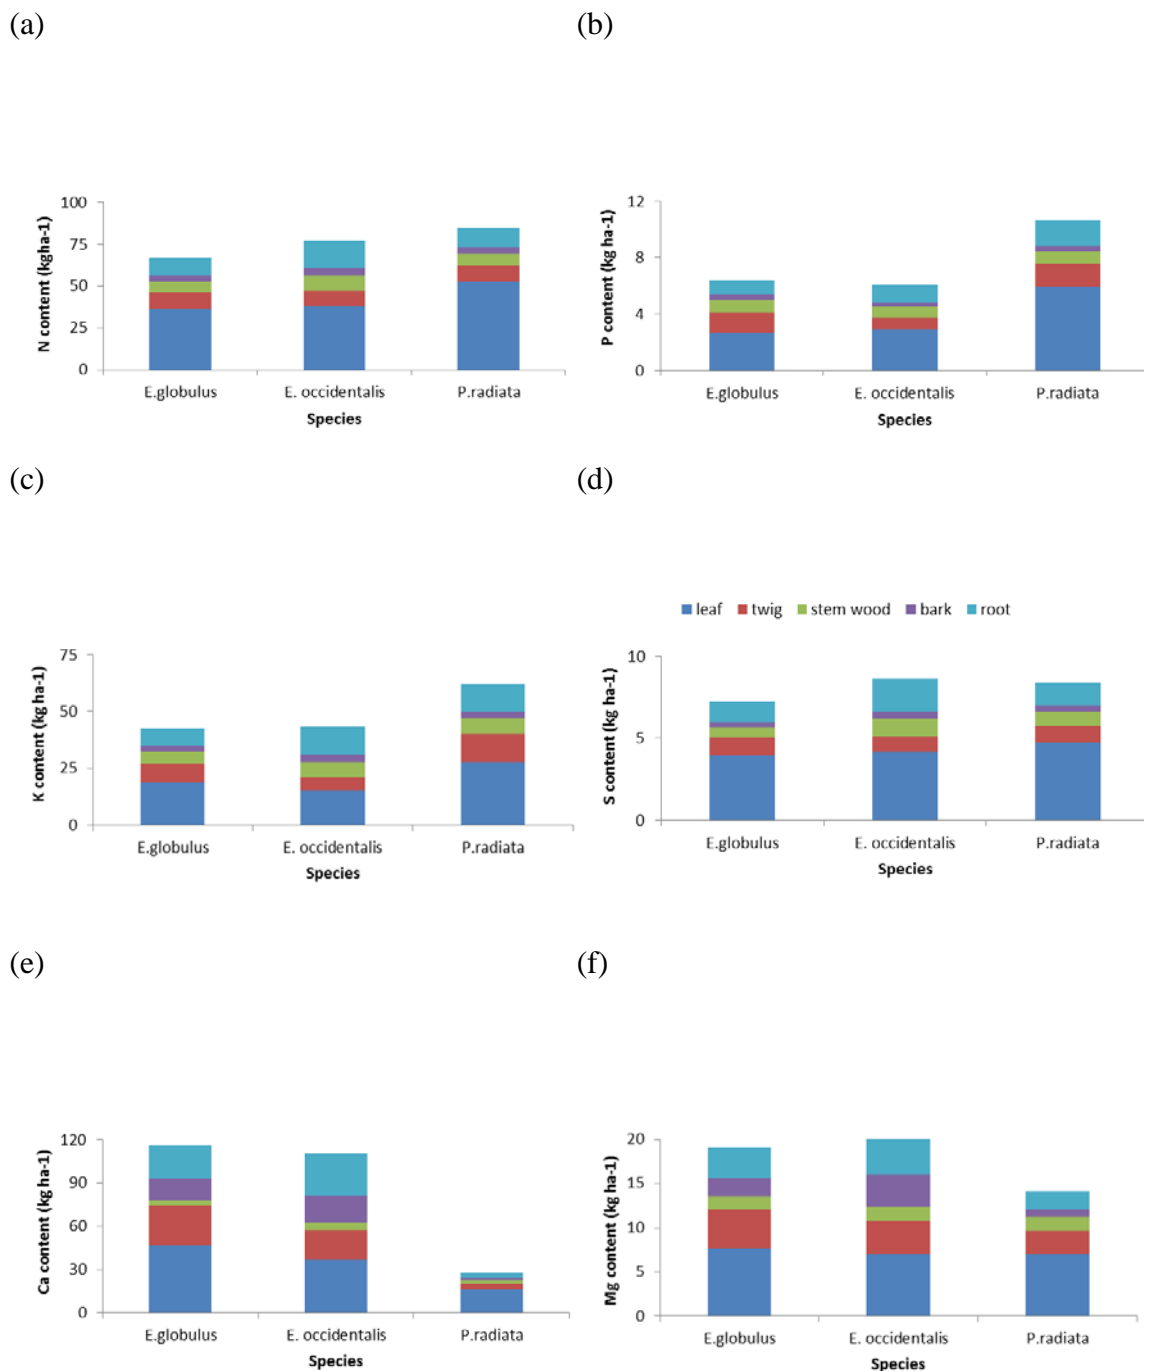 (a)
(b)
N content (kgha-1)
100
75
50
25
0
E.globulus
E. occidentalis
P.radiata
Species
P content (kg ha-1)
12
8
4
0
E.globulus
E. occidentalis
P.radiata
Species
(c)
(d)
K content (kg ha-1)
75
50
25
0
E.globulus
E. occidentalis
P.radiata
Species
leaf twig stem wood bark root
S content (kg ha-1)
10
5
0
E.globulus
E. occidentalis
P.radiata
Species
(e)
(f)
Ca content (kg ha-1)
120
90
60
30
0
E.globulus
E. occidentalis
P.radiata
Species
Mg content (kg ha-1)
20
15
10
5
0
E.globulus
E. occidentalis
P.radiata
Species